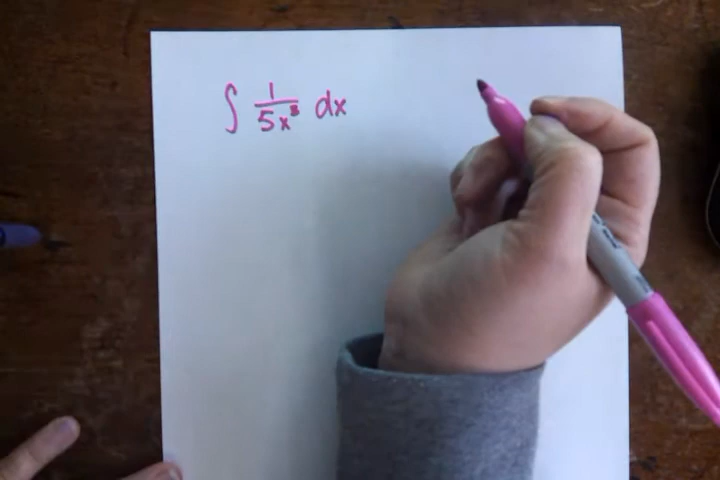 ∫ 1/5x³ dx